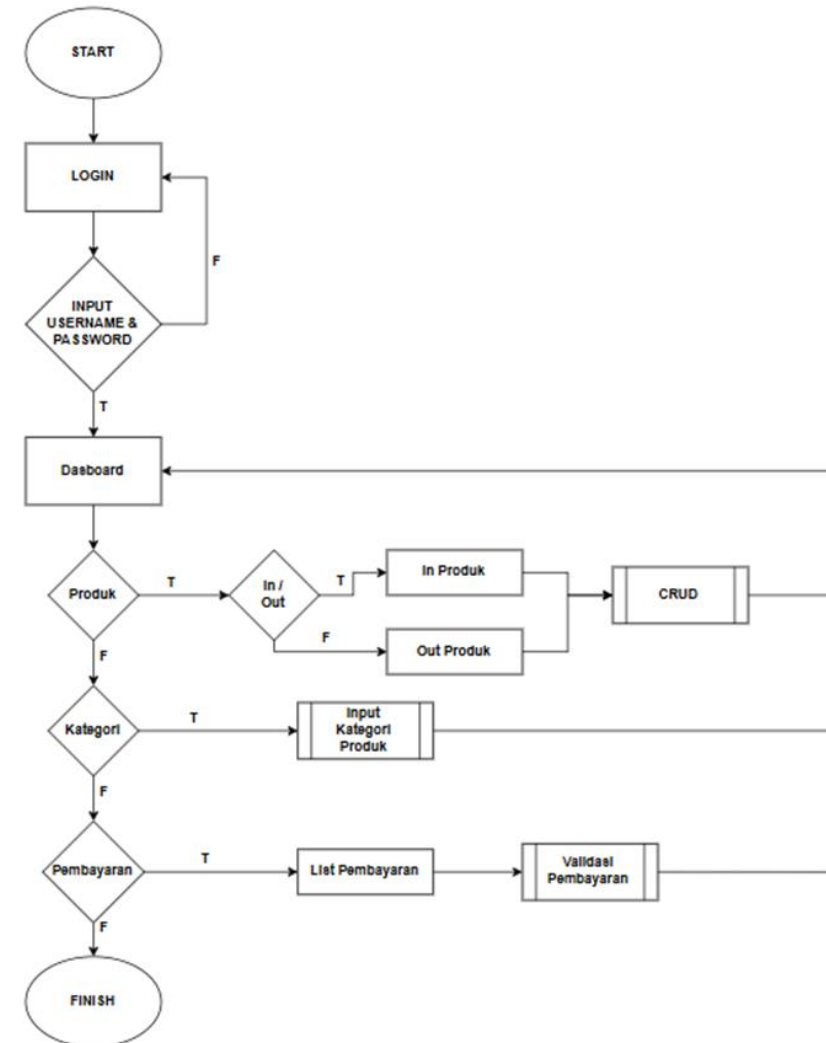 START
LOGIN
F
INPUT
USERNAME &
PASSWORD
T
Dasboard
Produk
T
In /
Out
T
In Produk
CRUD
F
Out Produk
F
Kategori
T
Input
Kategori
Produk
F
Pembayaran
T
List Pembayaran
Validasi
Pembayaran
F
FINISH